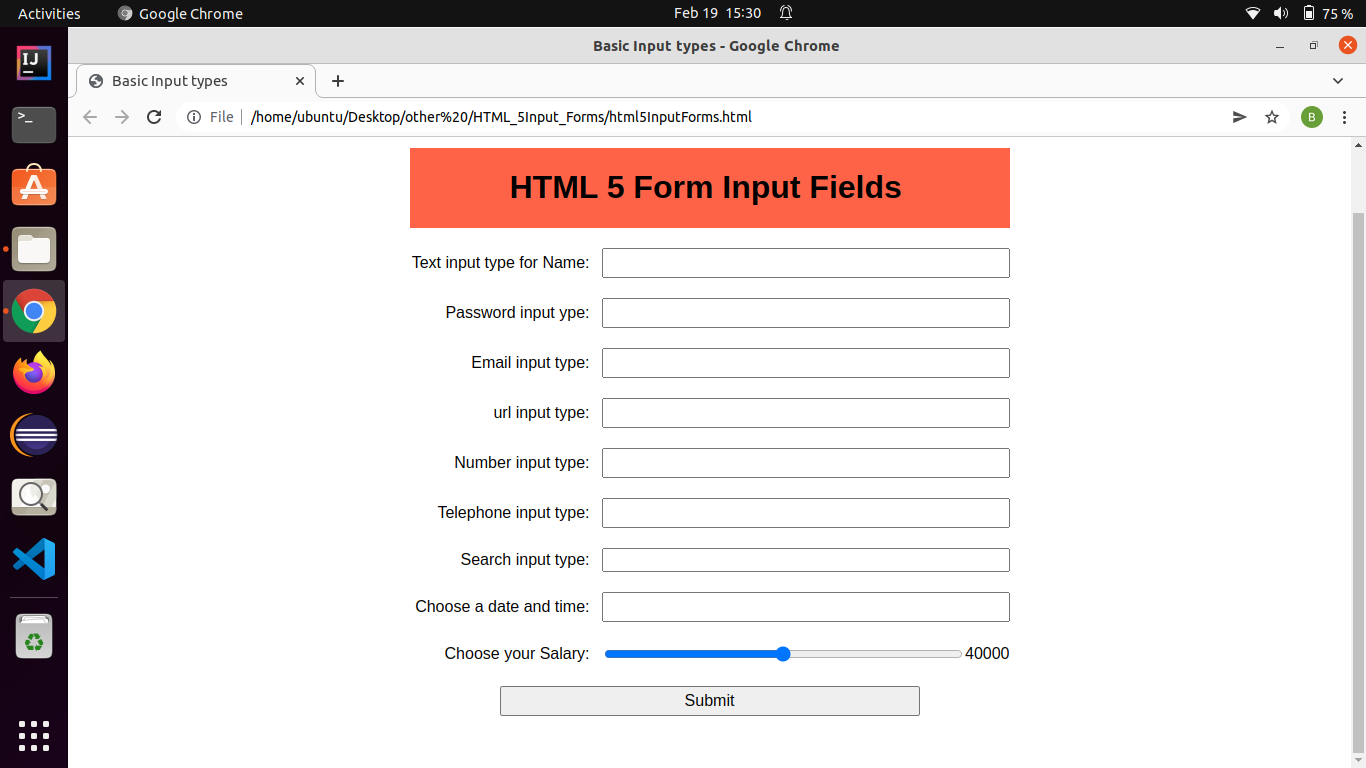 Activities Google Chrome Feb 19 15:30 75 %
Basic Input types - Google Chrome
Basic Input types
File /home/ubuntu/Desktop/other%20/HTML_5Input_Forms/html5InputForms.html B
HTML 5 Form Input Fields
Text input type for Name:
Password input ype:
Email input type:
url input type:
Number input type:
Telephone input type:
Search input type:
Choose a date and time:
Choose your Salary: 40000
Submit
IJ
>_